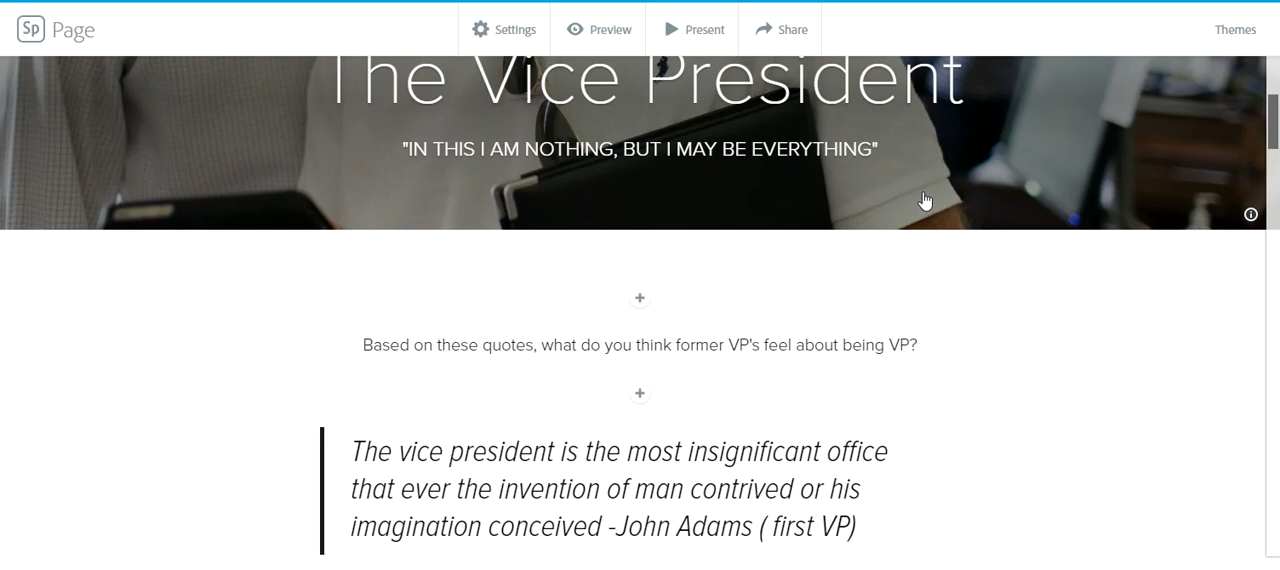 Sp Page
Settings
Preview
Present
Share
Themes
The Vice President
"IN THIS I AM NOTHING, BUT I MAY BE EVERYTHING"
Based on these quotes, what do you think former VP's feel about being VP?
The vice president is the most insignificant office
that ever the invention of man contrived or his
imagination conceived -John Adams ( first VP)